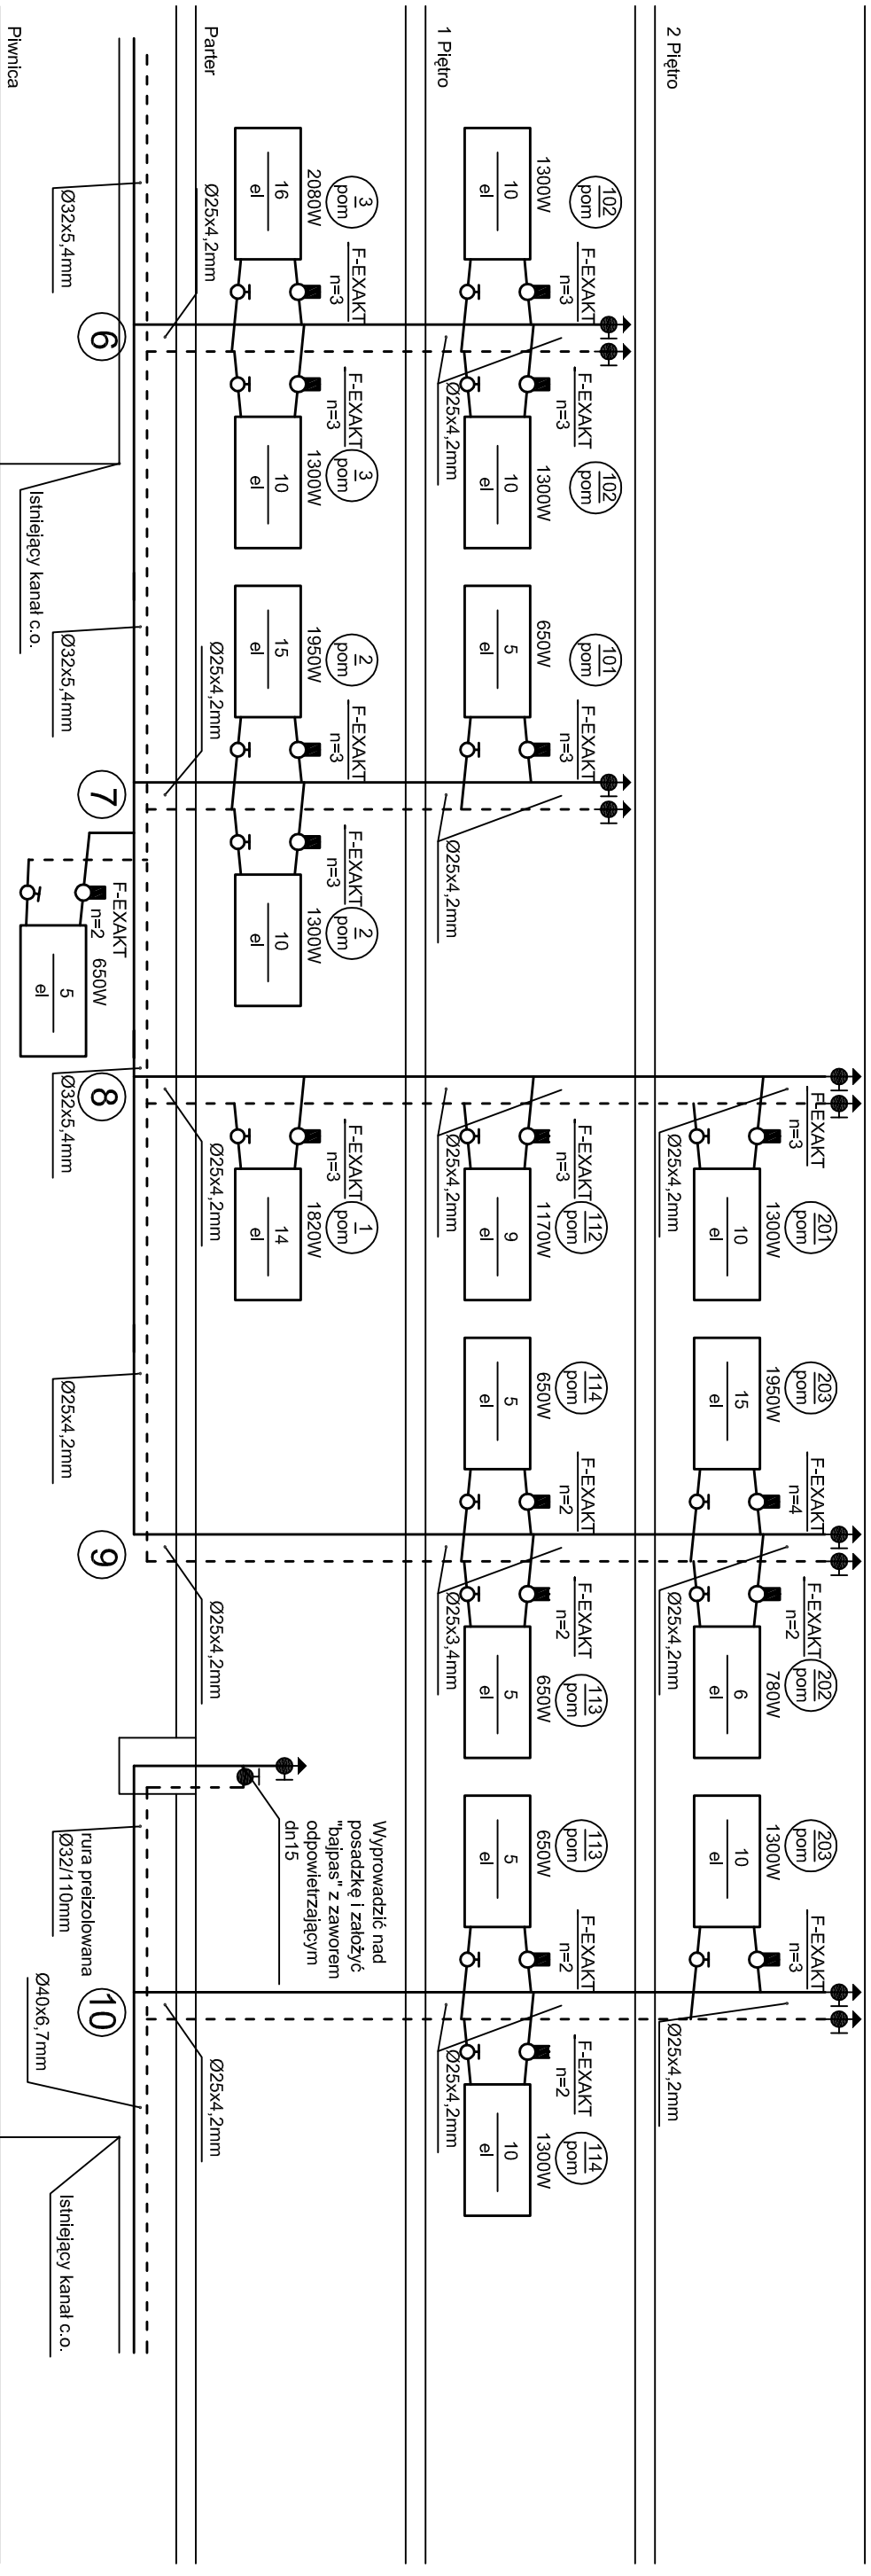 2 Piętro
F-EXAKT
n=3
201
pom
1300W
10
el
Ø25x4,2mm
203
pom
1950W
15
el
F-EXAKT
n=4
F-EXAKT
n=2
202
pom
780W
6
el
Ø25x4,2mm
203
pom
1300W
10
el
F-EXAKT
n=3
Ø25x4,2mm
1 Piętro
102
pom
1300W
10
el
F-EXAKT
n=3
F-EXAKT
n=3
102
pom
1300W
10
el
Ø25x4,2mm
101
pom
650W
5
el
F-EXAKT
n=3
Ø25x4,2mm
F-EXAKT
n=3
112
pom
1170W
9
el
Ø25x4,2mm
114
pom
650W
5
el
F-EXAKT
n=2
F-EXAKT
n=2
113
pom
650W
5
el
Ø25x3,4mm
113
pom
650W
5
el
F-EXAKT
n=2
F-EXAKT
n=2
114
pom
1300W
10
el
Ø25x4,2mm
Parter
3
pom
2080W
16
el
F-EXAKT
n=3
F-EXAKT
n=3
3
pom
1300W
10
el
Ø25x4,2mm
2
pom
1950W
15
el
F-EXAKT
n=3
F-EXAKT
n=3
2
pom
1300W
10
el
Ø25x4,2mm
F-EXAKT
n=3
1
pom
1820W
14
el
Ø25x4,2mm
Ø25x4,2mm
Wyprowadzić nad
posadzkę i założyć
"bajpas" z zaworem
odpowietrzającym
dn15
Ø25x4,2mm
Piwnica
Ø32x5,4mm
6
Istniejący kanał c.o.
Ø32x5,4mm
7
F-EXAKT
n=2
650W
5
el
8
Ø32x5,4mm
Ø25x4,2mm
9
rura preizolowana
Ø32/110mm
10
Ø40x6,7mm
Istniejący kanał c.o.